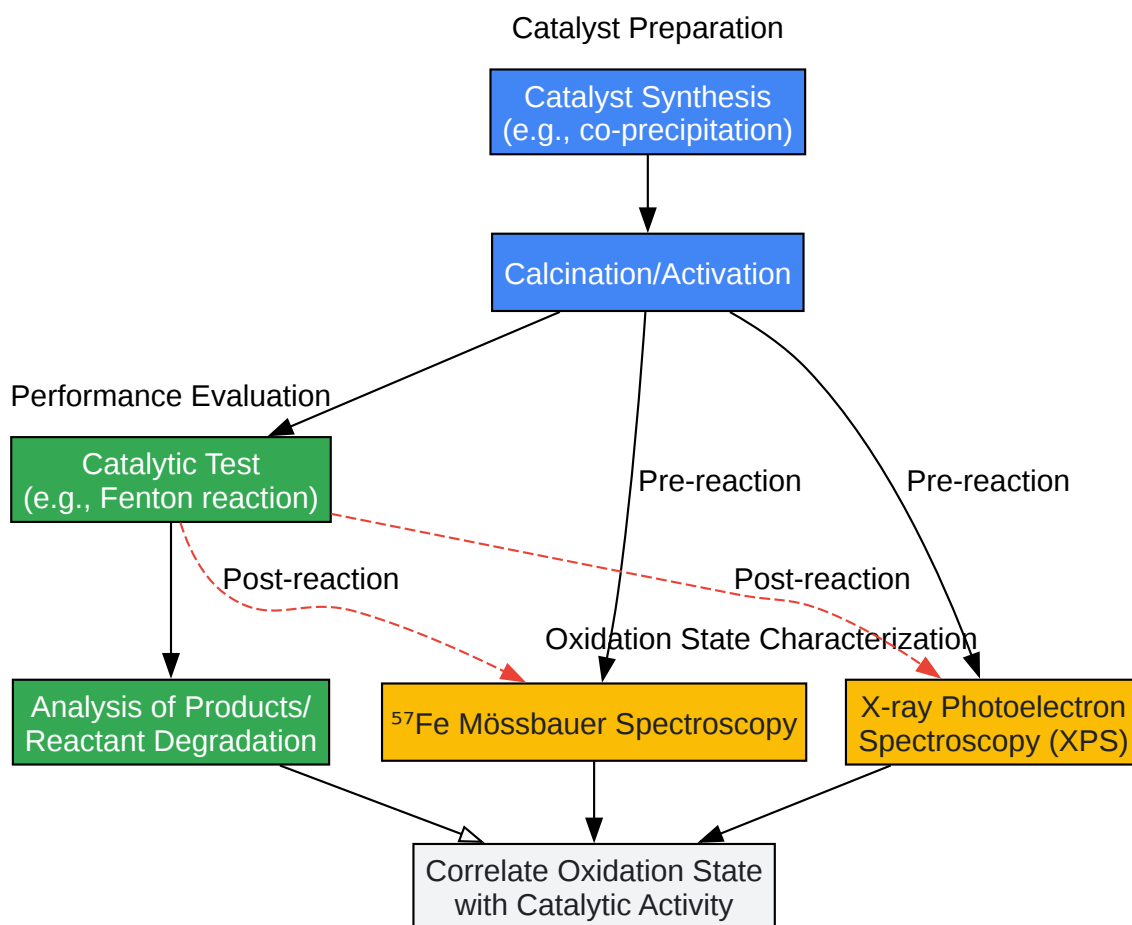 Catalyst Preparation
Catalyst Synthesis
(e.g., co-precipitation)
Calcination/Activation
Performance Evaluation
Catalytic Test
(e.g., Fenton reaction)
Pre-reaction
Pre-reaction
Post-reaction
Post-reaction
Oxidation State Characterization
Analysis of Products/
Reactant Degradation
⁵⁷Fe Mössbauer Spectroscopy
X-ray Photoelectron
Spectroscopy (XPS)
Correlate Oxidation State
with Catalytic Activity